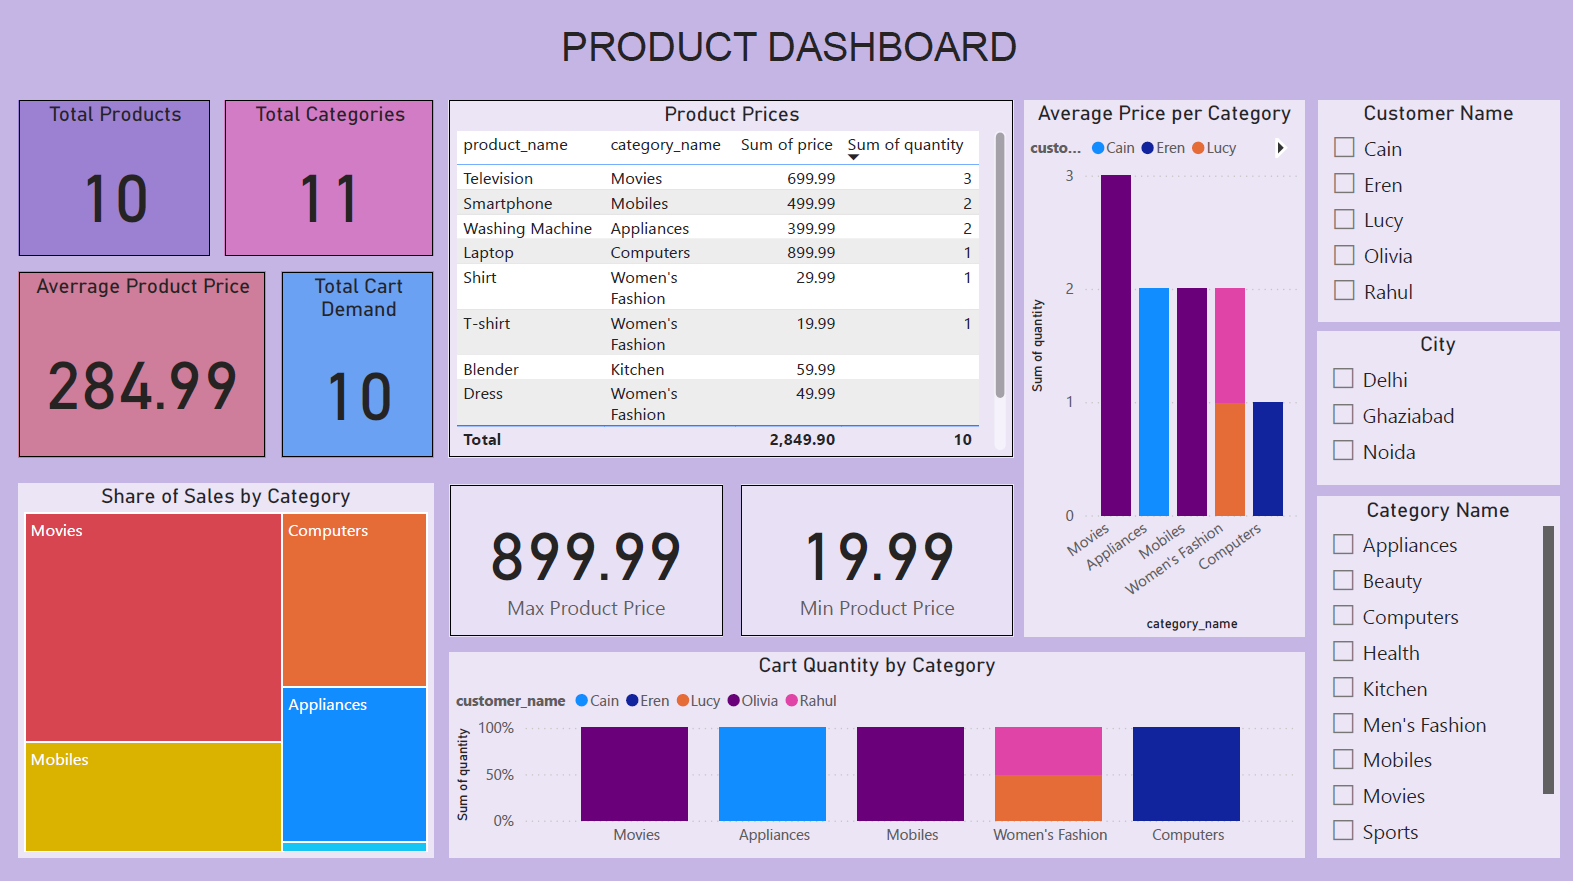 PRODUCT DASHBOARD
Total Products
10
Total Categories
11
Averrage Product Price
284.99
Total Cart
Demand
10
Product Prices
product_name category_name Sum of price Sum of quantity
Television Movies 699.99 3
Smartphone Mobiles 499.99 2
Washing Machine Appliances 399.99 2
Laptop Computers 899.99 1
Shirt Women's 29.99 1
Fashion
T-shirt Women's 19.99 1
Fashion
Blender Kitchen 59.99
Dress Women's 49.99
Fashion
Total 2,849.90 10
Average Price per Category
custo... Cain Eren Lucy
Sum of quantity
3
2
1
0
Movies
Appliances
Mobiles
Women's Fashion
Computers
category_name
Customer Name
Cain
Eren
Lucy
Olivia
Rahul
City
Delhi
Ghaziabad
Noida
Category Name
Appliances
Beauty
Computers
Health
Kitchen
Men's Fashion
Mobiles
Movies
Sports
Share of Sales by Category
Movies
Computers
Appliances
Mobiles
899.99
Max Product Price
19.99
Min Product Price
Cart Quantity by Category
customer_name Cain Eren Lucy Olivia Rahul
Sum of quantity
100%
50%
0%
Movies Appliances Mobiles Women's Fashion Computers